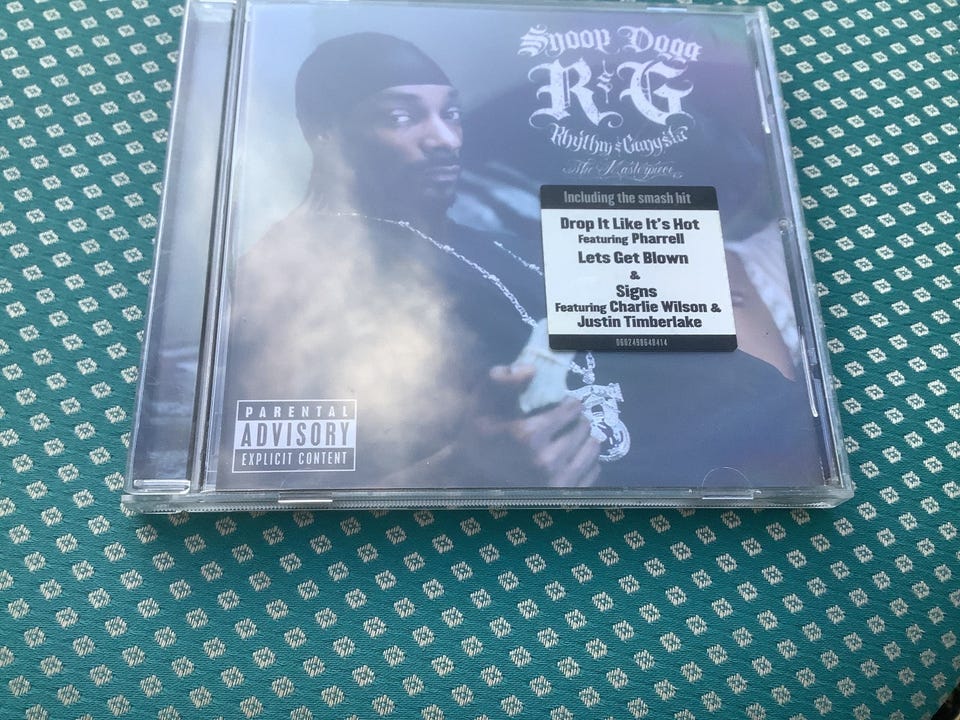 Snoop Dogg
R&G
Rhythm & Gangsta
The Masterpiece
Including the smash hit
Drop It Like It's Hot
Featuring Pharrell
Lets Get Blown
&
Signs
Featuring Charlie Wilson &
Justin Timberlake
0602498648414
PARENTAL
ADVISORY
EXPLICIT CONTENT